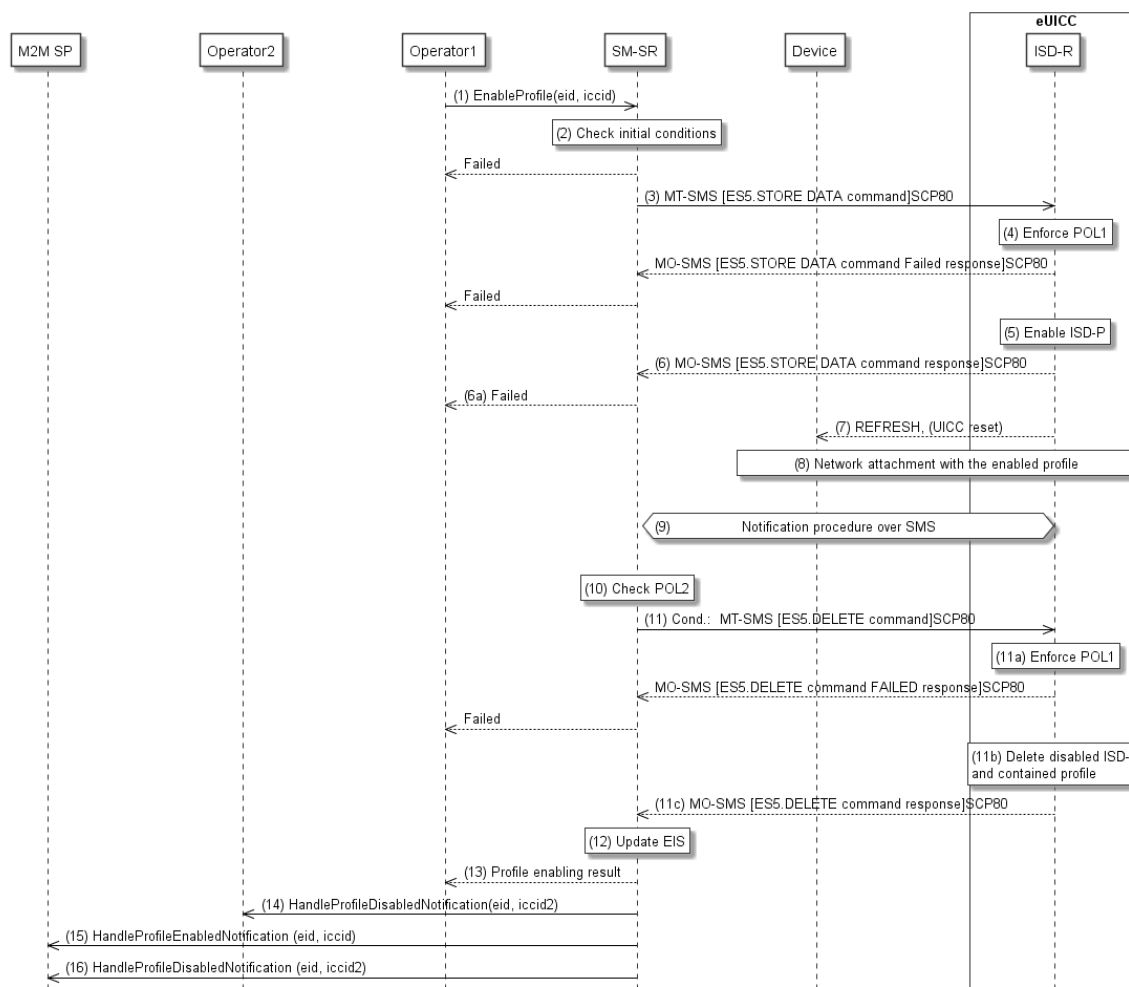 eUICC
M2M SP
Operator2
Operator1
SM-SR
Device
ISD-R
(1) EnableProfile(eid, iccid)
(2) Check initial conditions
Failed
(3) MT-SMS [ES5.STORE DATA command]SCP80
(4) Enforce POL1
MO-SMS [ES5.STORE DATA command Failed response]SCP80
Failed
(5) Enable ISD-P
(6) MO-SMS [ES5.STORE DATA command response]SCP80
(6a) Failed
(7) REFRESH, (UICC reset)
(8) Network attachment with the enabled profile
(9) Notification procedure over SMS
(10) Check POL2
(11) Cond.: MT-SMS [ES5.DELETE command]SCP80
(11a) Enforce POL1
MO-SMS [ES5.DELETE command FAILED response]SCP80
Failed
(11b) Delete disabled ISD-
and contained profile
(11c) MO-SMS [ES5.DELETE command response]SCP80
(12) Update EIS
(13) Profile enabling result
(14) HandleProfileDisabledNotification(eid, iccid2)
(15) HandleProfileEnabledNotification (eid, iccid)
(16) HandleProfileDisabledNotification (eid, iccid2)